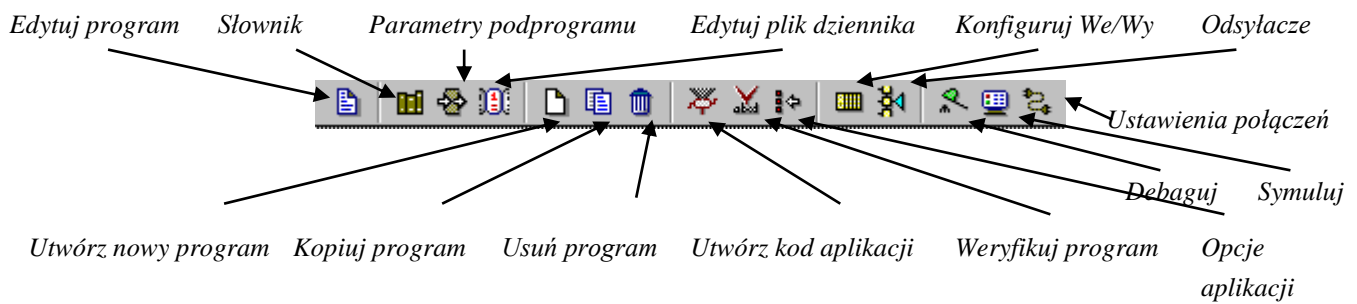 Edytuj program Słownik Parametry podprogramu Edytuj plik dziennika Konfiguruj We/Wy Odsyłacze
Ustawienia połączeń
Debaguj Symuluj
Utwórz nowy program Kopiuj program Usuń program Utwórz kod aplikacji Weryfikuj program Opcje
aplikacji